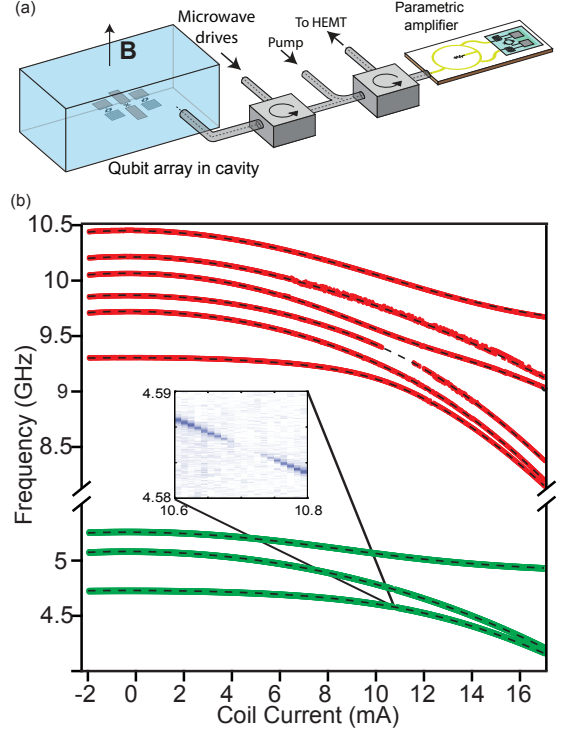 (a)
Microwave
drives
B
Pump
To HEMT
Parametric
amplifier
Qubit array in cavity
(b)
10.5
10
9.5
9
8.5
5
4.5
Frequency (GHz)
4.59
4.58
10.6
10.8
-2
0
2
4
6
8
10
12
14
16
Coil Current (mA)